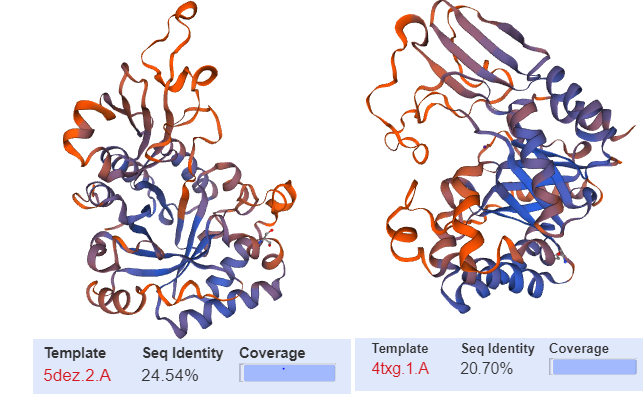 Template Seq Identity Coverage
5dez.2.A 24.54%
Template Seq Identity Coverage
4txg.1.A 20.70%